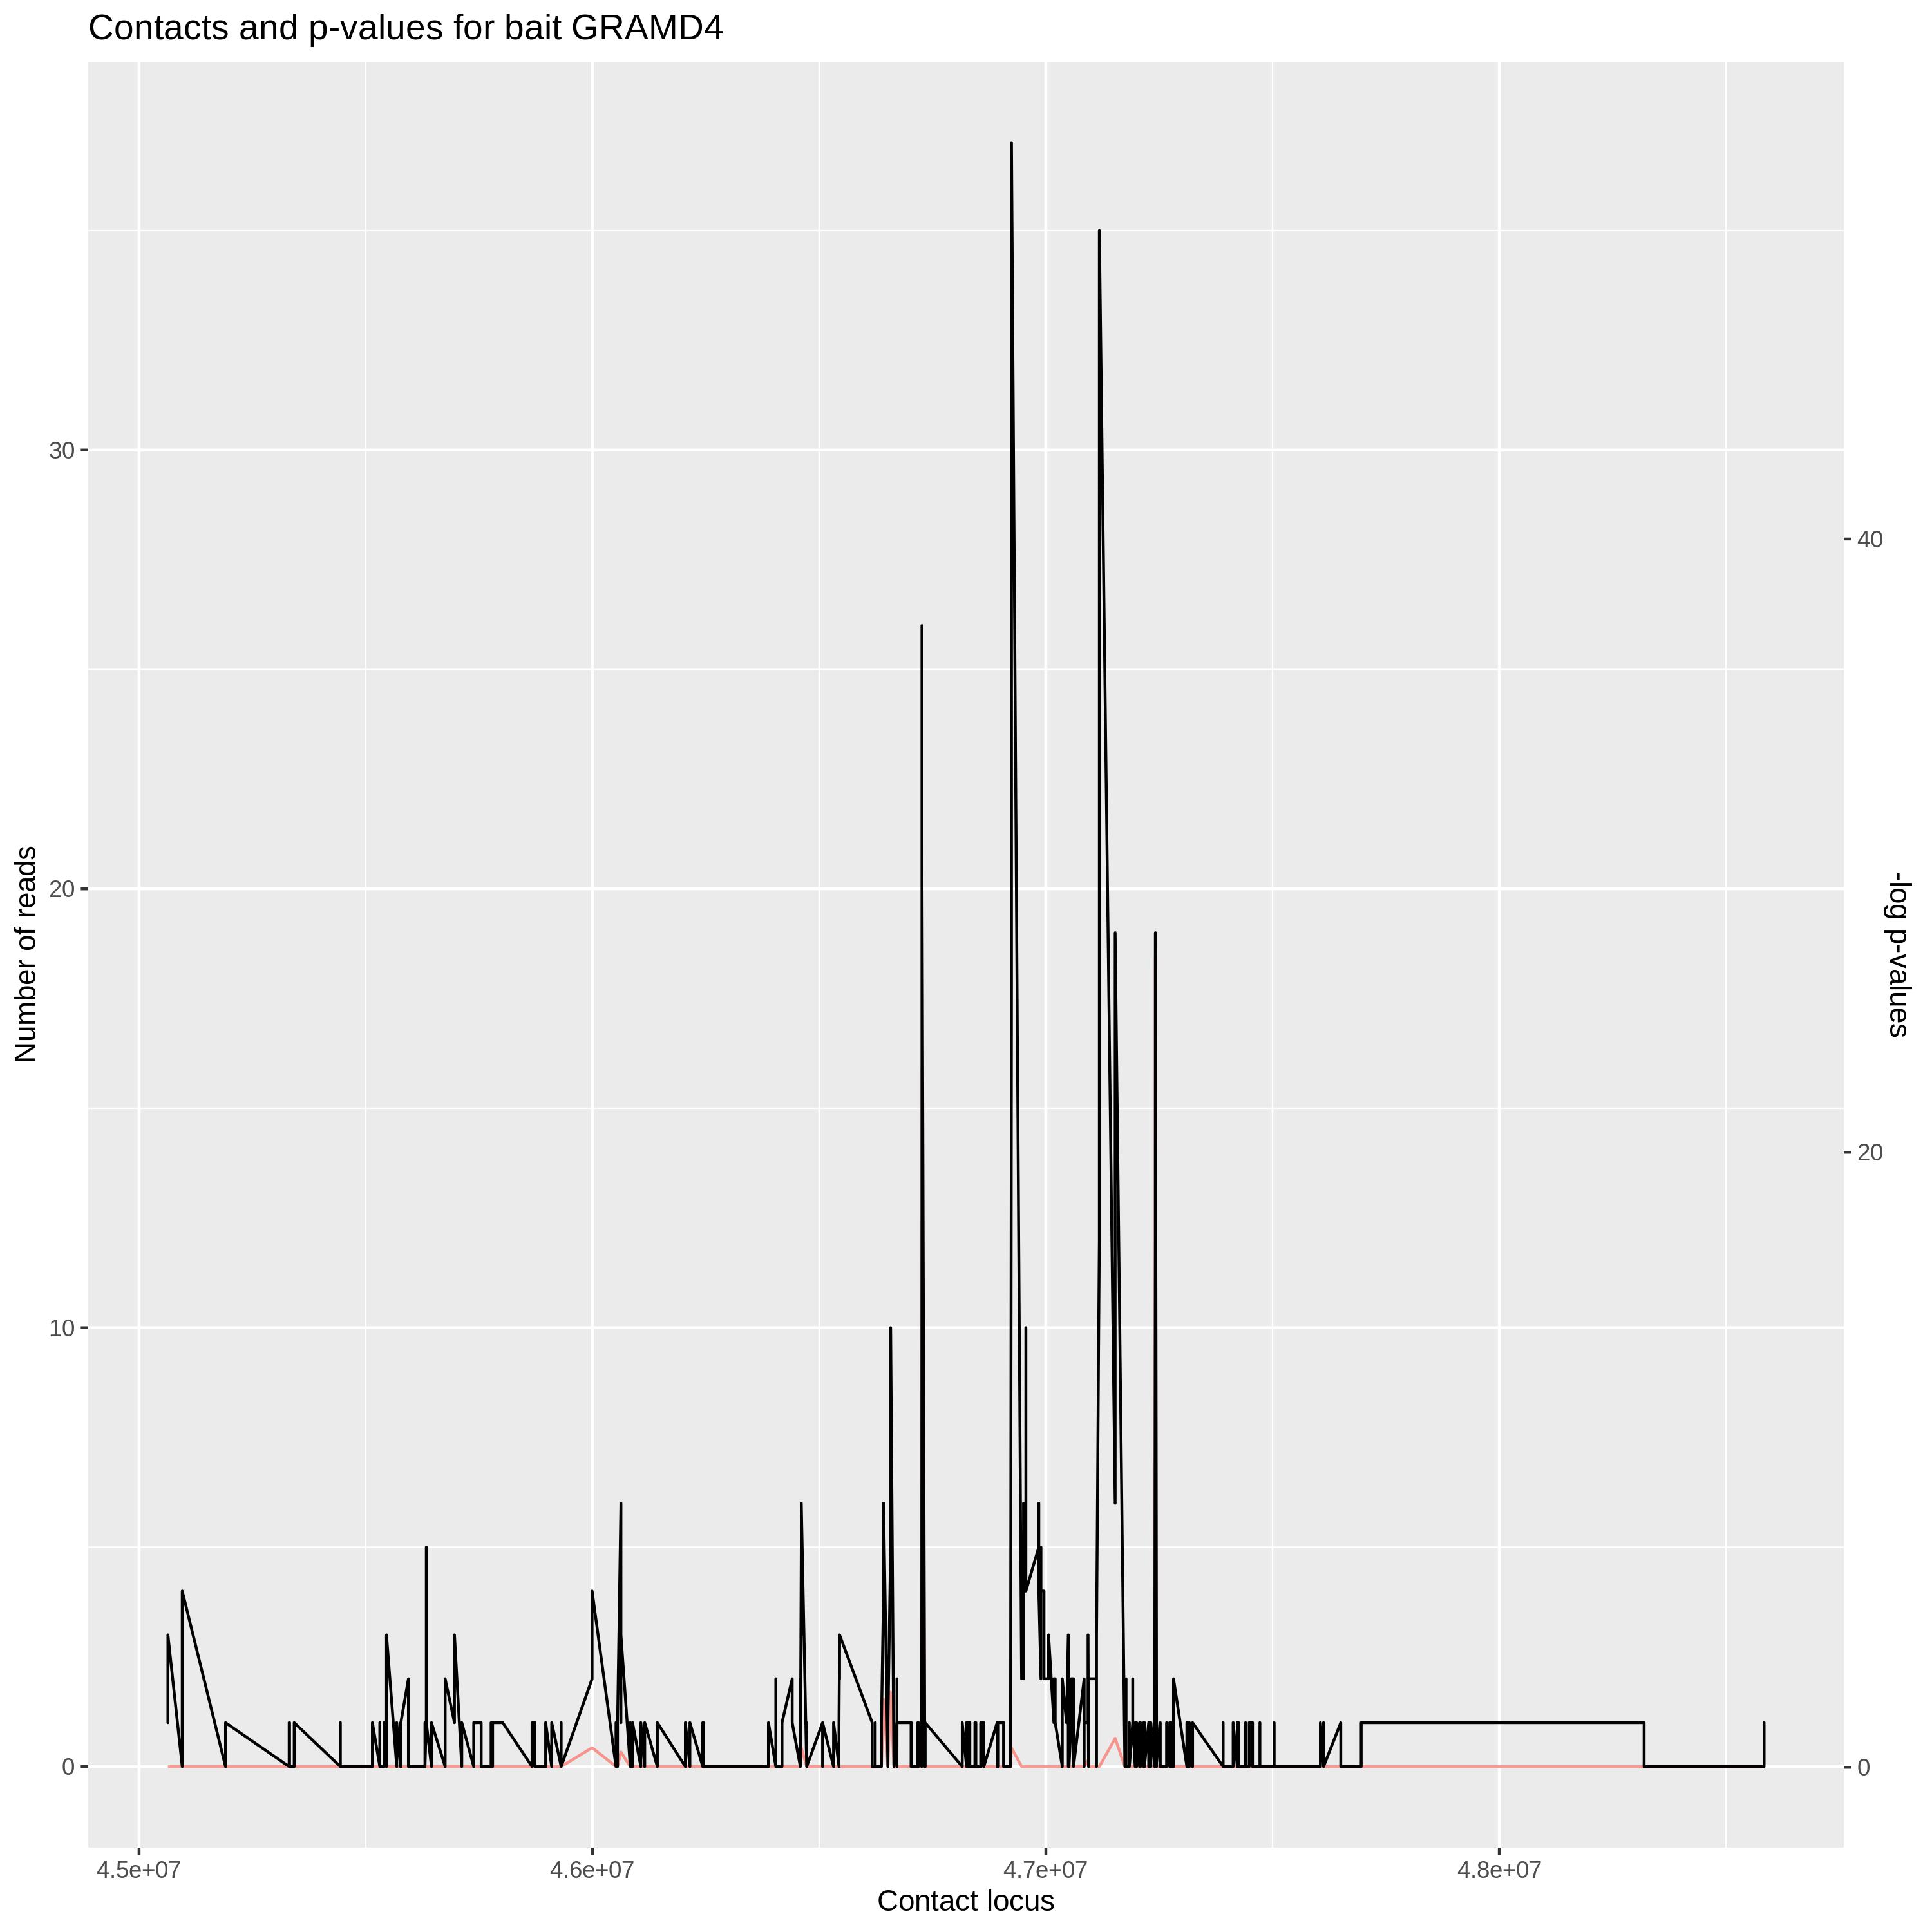 Contacts and p-values for bait GRAMD4
30
20
10
0
Number of reads
40
20
0
-log p-values
4.5e+07 4.6e+07 4.7e+07 4.8e+07
Contact locus